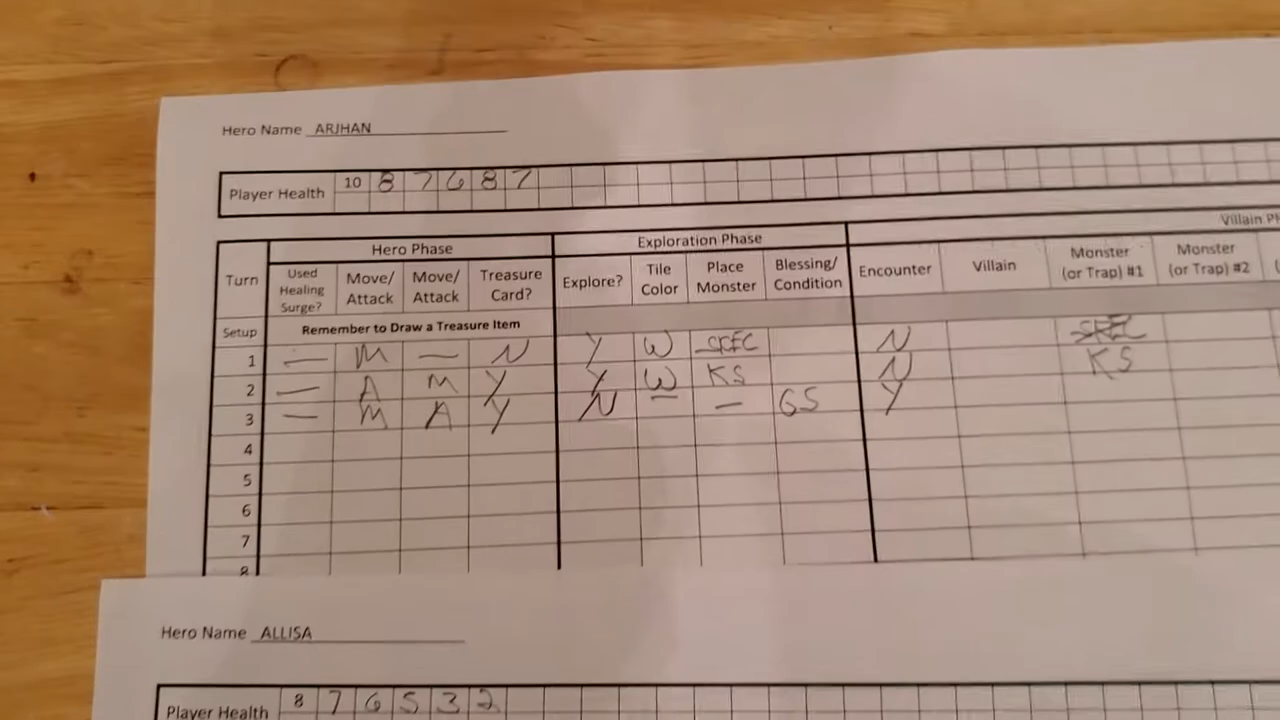 Hero Name ARJHAN
Player Health 10 8 7 6 8 7
Hero Phase Exploration Phase Villain
Turn Used Healing Surge? Move/ Attack Move/ Attack Treasure Card? Explore? Tile Color Place Monster Blessing/ Condition Encounter Villain Monster (or Trap) #1 Monster (or Trap) #2
Setup Remember to Draw a Treasure Item
1 — M — N Y W N
2 — A M Y Y W KS N KS
3 — M A Y N — — GS Y
4
5
6
7
8
Hero Name ALLISA
Player Health 8 7 6 5 3 2